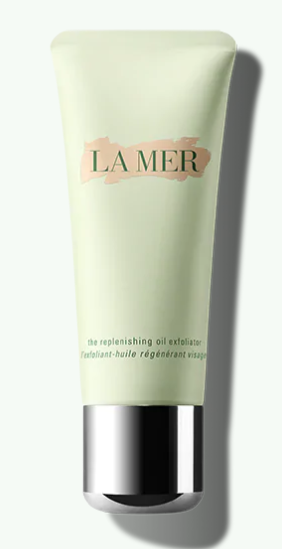 LA MER
the replenishing oil exfoliator
l'exfoliant-huile régénérant visage